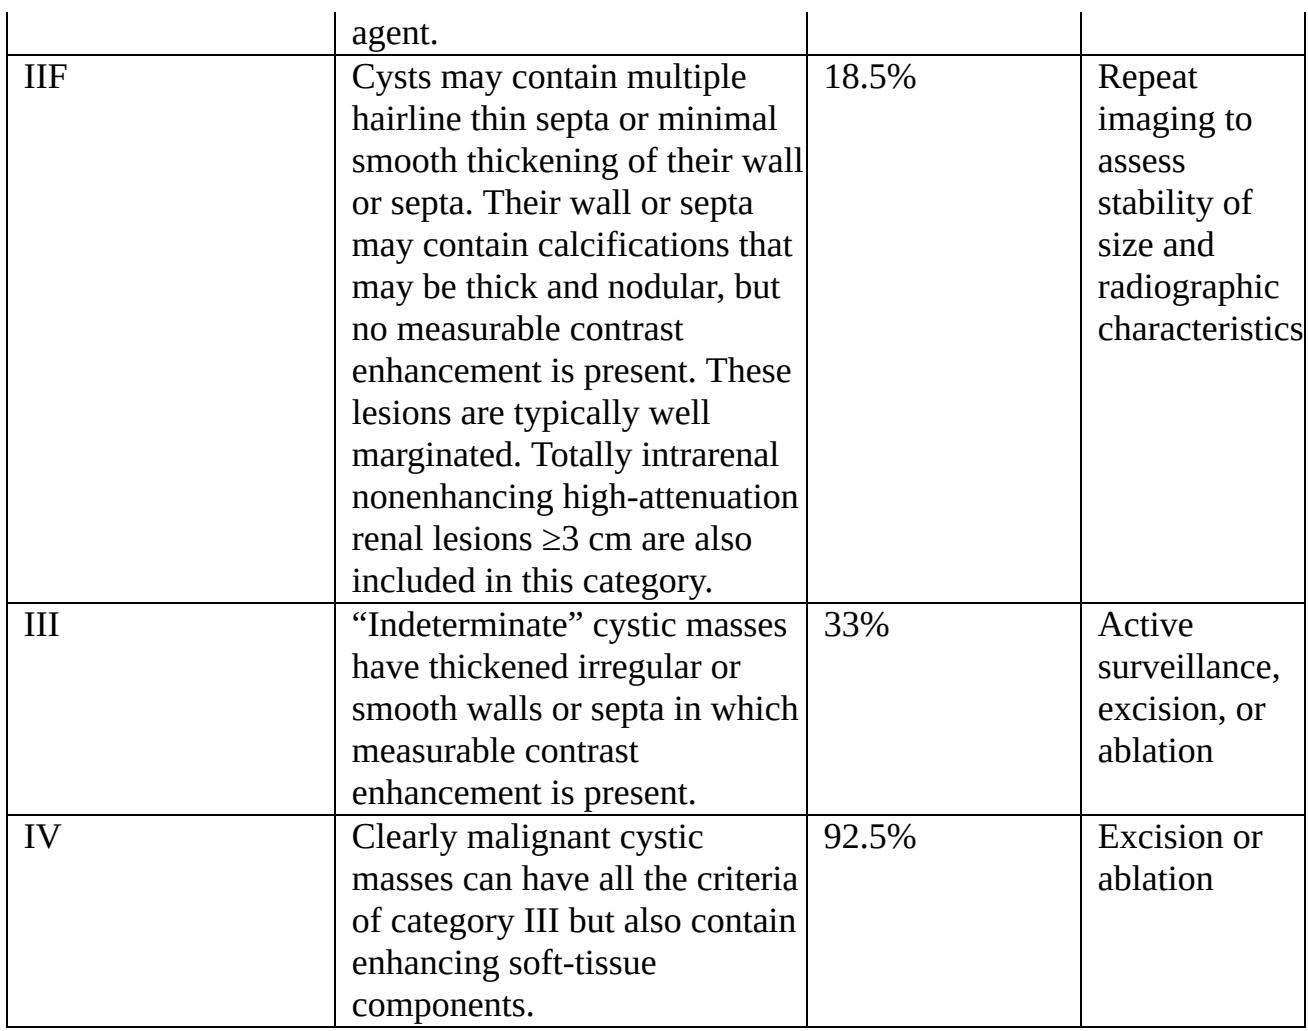 agent.
IIF
Cysts may contain multiple
hairline thin septa or minimal
smooth thickening of their wall
or septa. Their wall or septa
may contain calcifications that
may be thick and nodular, but
no measurable contrast
enhancement is present. These
lesions are typically well
marginated. Totally intrarenal
nonenhancing high-attenuation
renal lesions ≥3 cm are also
included in this category.
18.5%
Repeat
imaging to
assess
stability of
size and
radiographic
characteristics
III
“Indeterminate” cystic masses
have thickened irregular or
smooth walls or septa in which
measurable contrast
enhancement is present.
33%
Active
surveillance,
excision, or
ablation
IV
Clearly malignant cystic
masses can have all the criteria
of category III but also contain
enhancing soft-tissue
components.
92.5%
Excision or
ablation